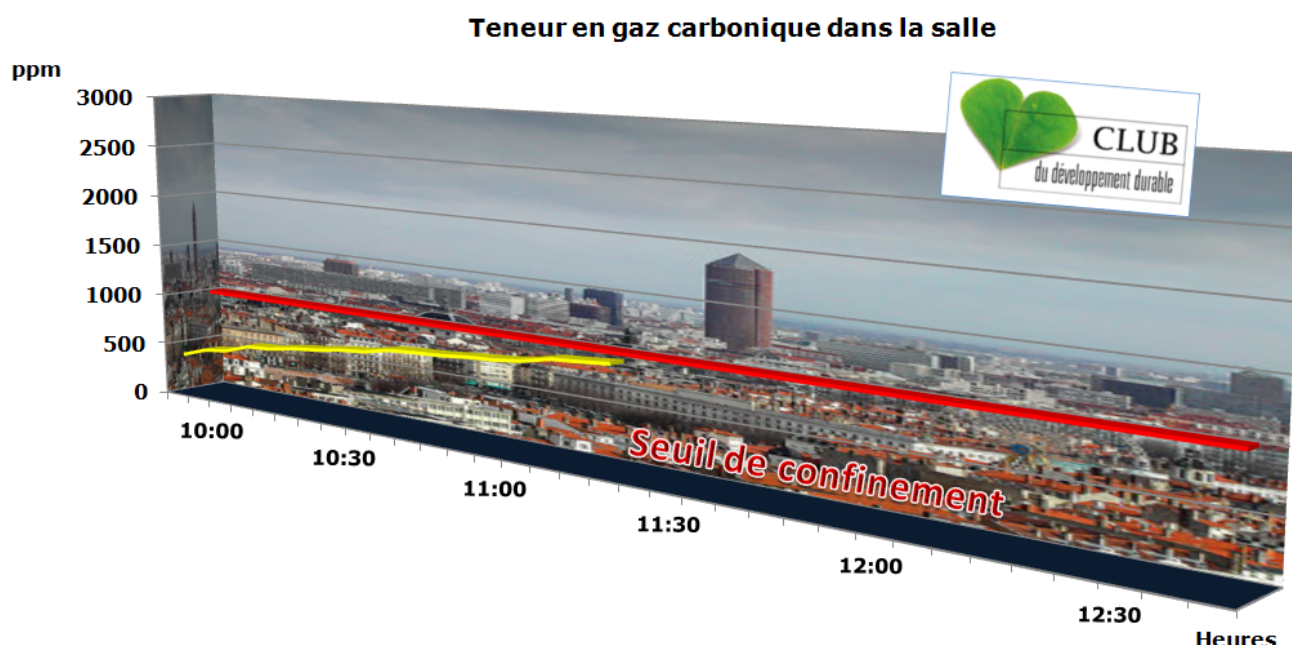 Teneur en gaz carbonique dans la salle
ppm
3000
2500
2000
1500
1000
500
0
CLUB
du développement durable
Seuil de confinement
10:00
10:30
11:00
11:30
12:00
12:30
Heures